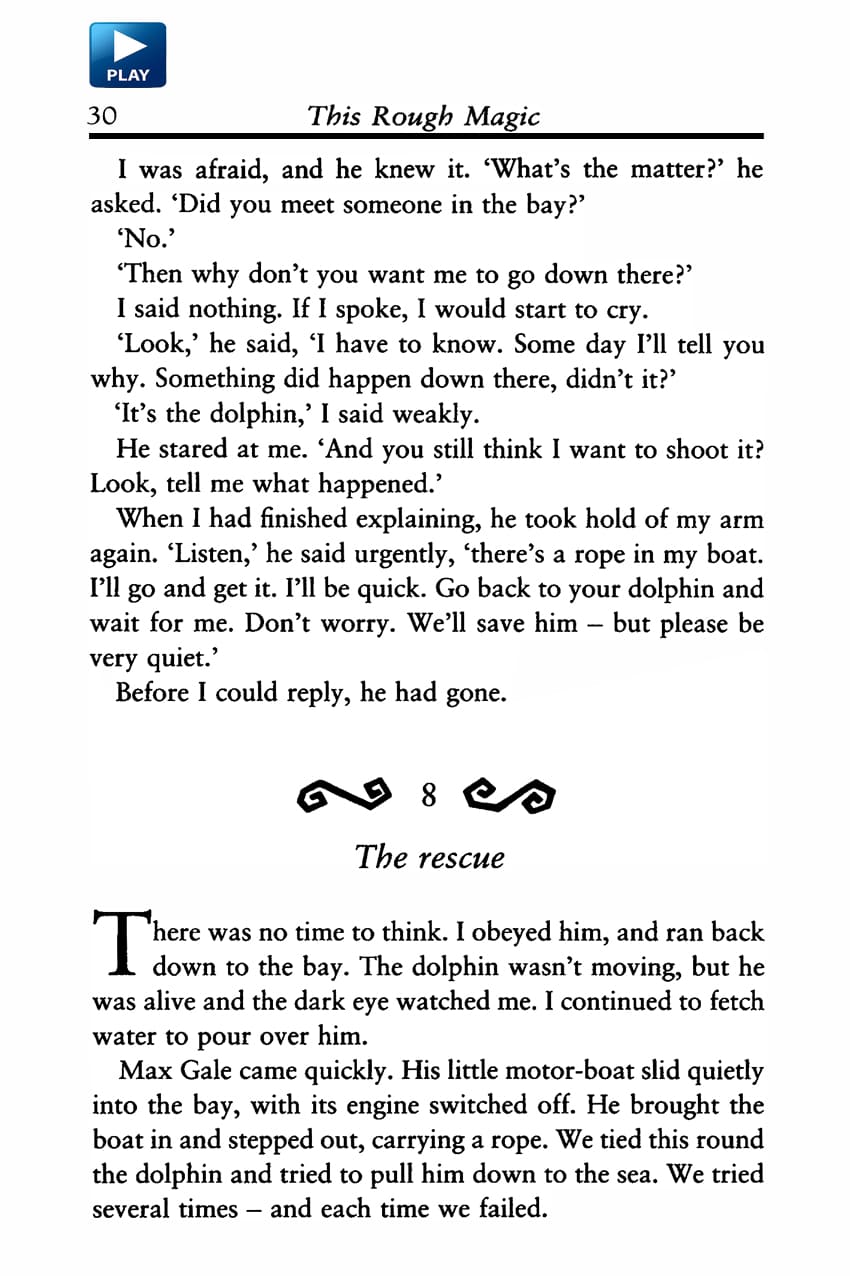 PLAY
30 This Rough Magic
I was afraid, and he knew it. ‘What’s the matter?’ he
asked. ‘Did you meet someone in the bay?’
‘No.’
‘Then why don’t you want me to go down there?’
I said nothing. If I spoke, I would start to cry.
‘Look,’ he said, ‘I have to know. Some day I’ll tell you
why. Something did happen down there, didn’t it?’
‘It’s the dolphin,’ I said weakly.
He stared at me. ‘And you still think I want to shoot it?
Look, tell me what happened.’
When I had finished explaining, he took hold of my arm
again. ‘Listen,’ he said urgently, ‘there’s a rope in my boat.
I’ll go and get it. I’ll be quick. Go back to your dolphin and
wait for me. Don’t worry. We’ll save him – but please be
very quiet.’
Before I could reply, he had gone.
8
The rescue
There was no time to think. I obeyed him, and ran back
down to the bay. The dolphin wasn’t moving, but he
was alive and the dark eye watched me. I continued to fetch
water to pour over him.
Max Gale came quickly. His little motor-boat slid quietly
into the bay, with its engine switched off. He brought the
boat in and stepped out, carrying a rope. We tied this round
the dolphin and tried to pull him down to the sea. We tried
several times – and each time we failed.